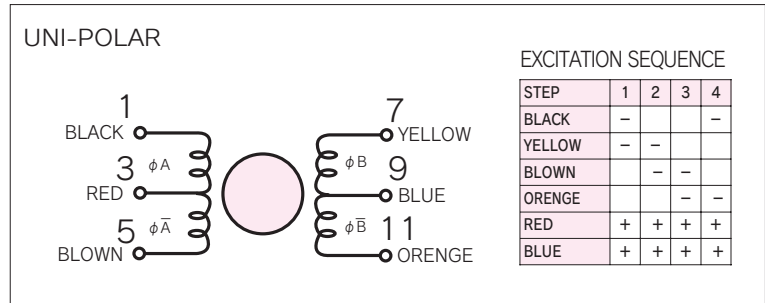 UNI-POLAR
1
BLACK
3 φA
RED
5 φA̅
BLOWN
7
YELLOW
φB 9
BLUE
φB̅ 11
ORENGE
EXCITATION SEQUENCE
STEP 1 2 3 4
BLACK − −
YELLOW − −
BLOWN − −
ORENGE − −
RED + + + +
BLUE + + + +